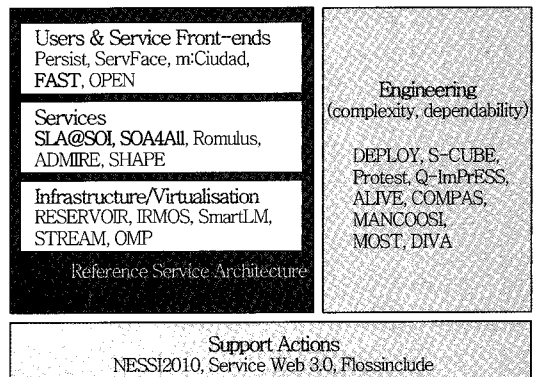 Users & Service Front-ends
Persist, ServFace, m:Ciudad,
FAST, OPEN
Services
SLA@SOI, SOA4All, Romulus,
ADMIRE, SHAPE
Infrastructure/Virtualisation
RESERVOIR, IRMOS, SmartLM,
STREAM, OMP
Reference Service Architecture
Engineering
(complexity, dependability)
DEPLOY, S-CUBE,
Protest, Q-ImPrESS,
ALIVE, COMPAS,
MANCOOSI,
MOST, DIVA
Support Actions
NESSI2010, Service Web 3.0, Flossinclude